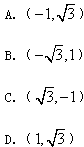 A.（-1,√3）
B.（-√3,1）
C.（√3,-1）
D.（1,√3）